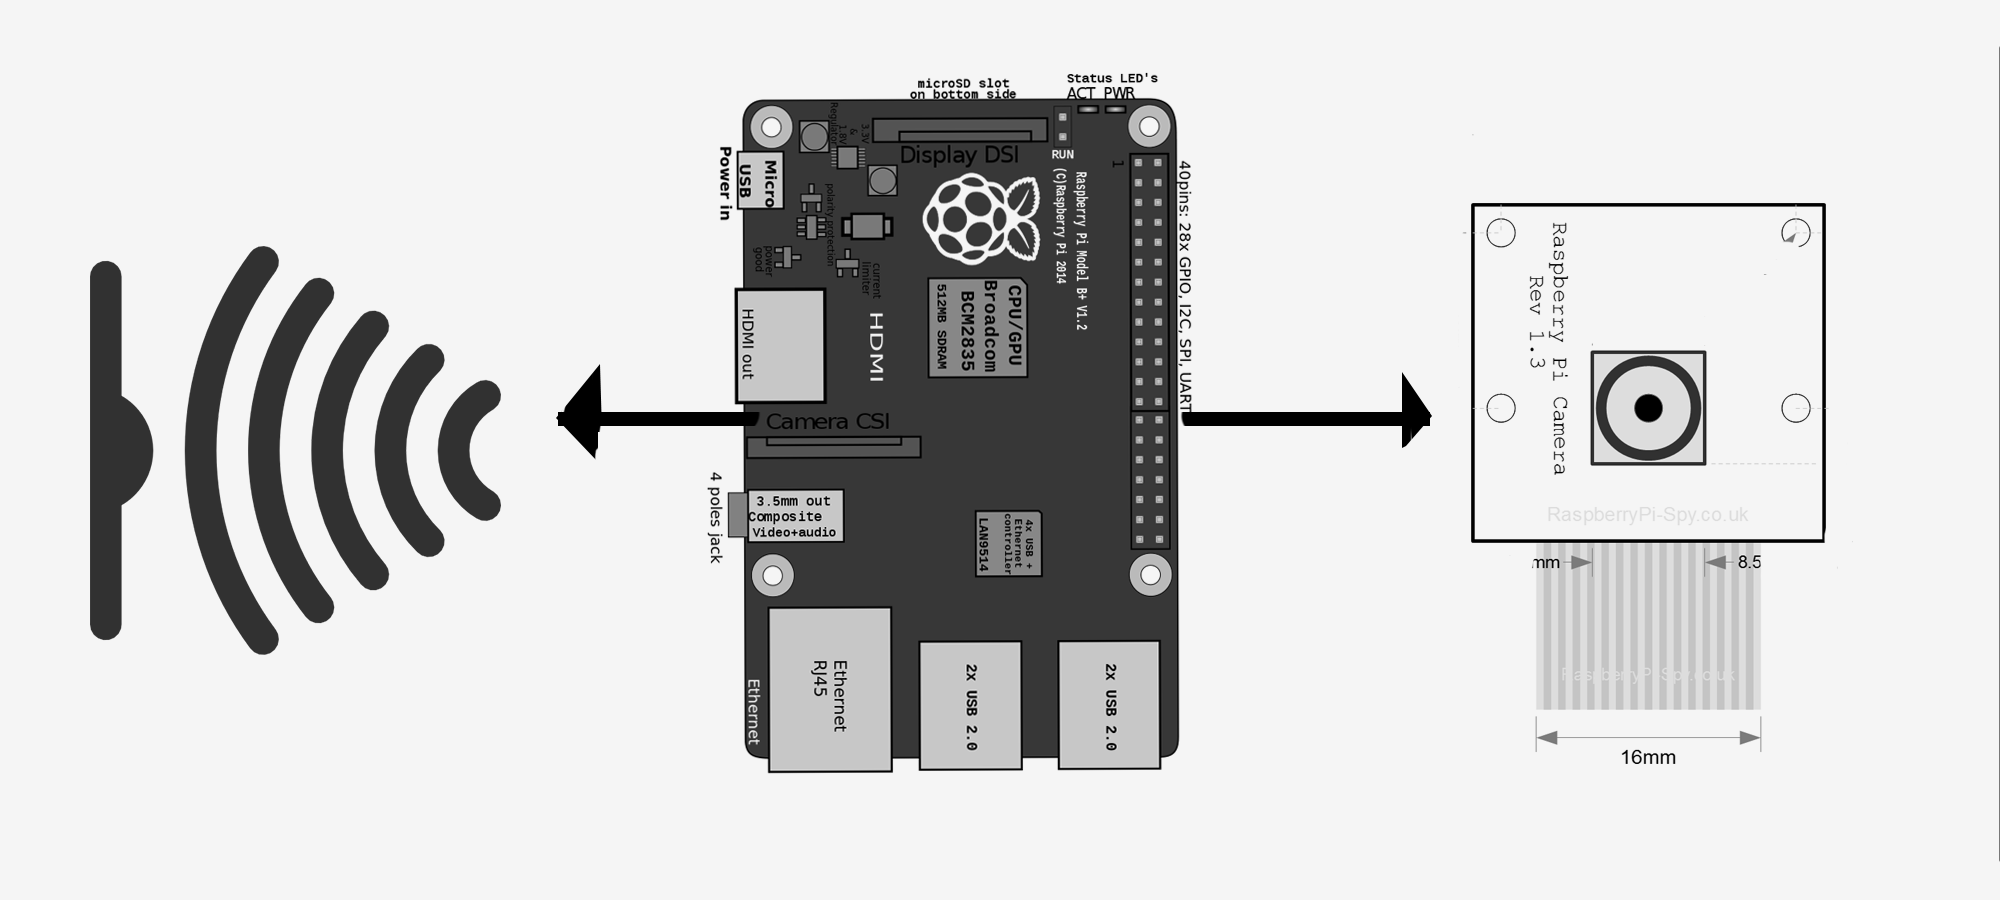 microSD slot
on bottom side
Status LED's
ACT PWR
Power in
Micro
USB
Regulator
&
1.8V
3.3V
Display DSI
RUN
1
Raspberry Pi Model B+ V1.2
(C)Raspberry Pi 2014
40pins: 28x GPIO, I2C, SPI, UART
polarity protection
power
good
current
limiter
HDMI out
HDMI
CPU/GPU
Broadcom
BCM2835
512MB SDRAM
Camera CSI
4 poles jack
3.5mm out
Composite
Video+audio
4x USB +
Ethernet
controller
LAN9514
Ethernet
Ethernet
RJ45
2x USB 2.0
2x USB 2.0
Raspberry Pi Camera
Rev 1.3
RaspberryPi-Spy.co.uk
mm
8.5
RaspberryPi-Spy.co.uk
16mm